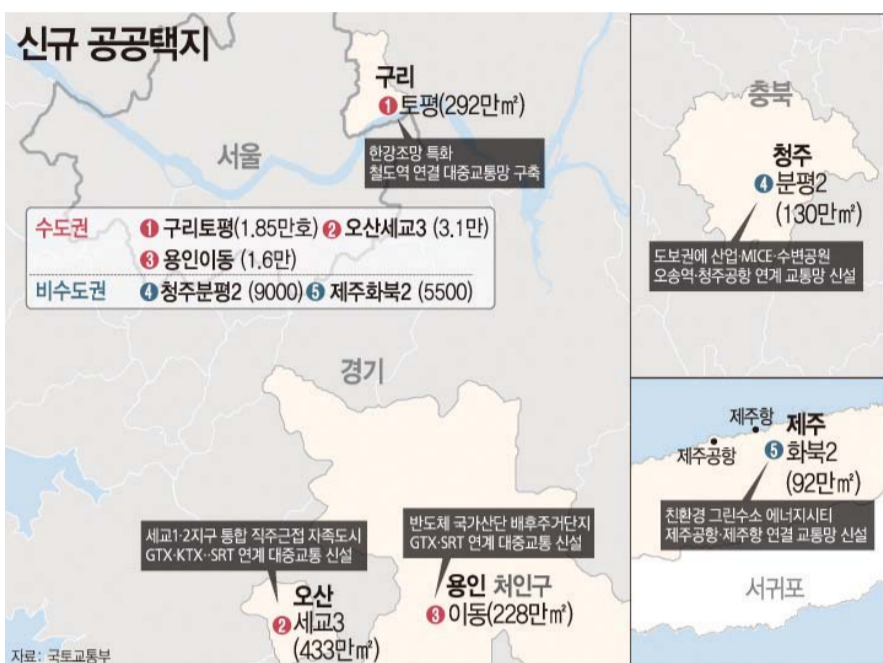 신규 공공택지
구리
① 토평(292만㎡)
한강조망 특화
철도역 연결 대중교통망 구축
서울
수도권 ① 구리토평(1.85만호) ② 오산세교3 (3.1만)
③ 용인이동 (1.6만)
비수도권 ④ 청주분평2 (9000) ⑤ 제주화북2 (5500)
경기
세교1·2지구 통합 직주근접 자족도시
GTX·KTX··SRT 연계 대중교통 신설
오산
② 세교3
(433만㎡)
반도체 국가산단 배후주거단지
GTX·SRT 연계 대중교통 신설
용인 처인구
③ 이동(228만㎡)
자료: 국토교통부
충북
청주
④ 분평2
(130만㎡)
도보권에 산업·MICE·수변공원
오송역·청주공항 연계 교통망 신설
제주항
제주공항
제주
⑤ 화북2
(92만㎡)
친환경 그린수소 에너지시티
제주공항·제주항 연결 교통망 신설
서귀포